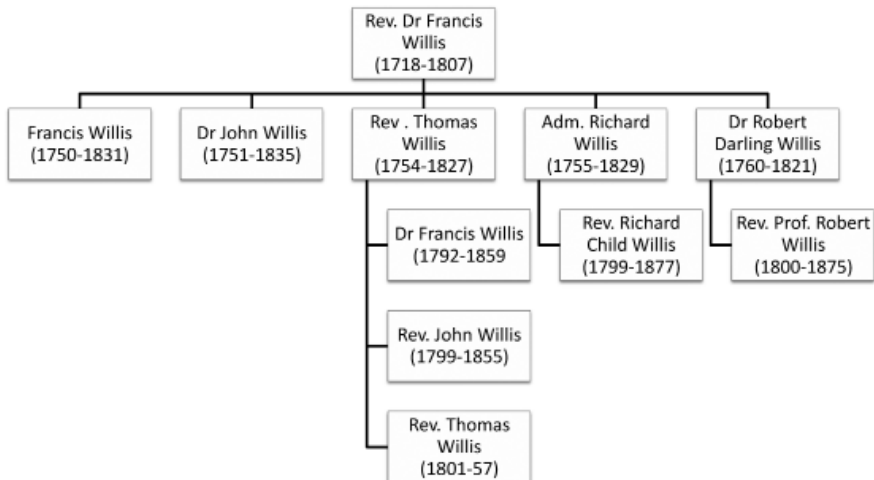 Rev. Dr Francis
Willis
(1718-1807)
Francis Willis
(1750-1831)
Dr John Willis
(1751-1835)
Rev . Thomas
Willis
(1754-1827)
Adm. Richard
Willis
(1755-1829)
Dr Robert
Darling Willis
(1760-1821)
Dr Francis Willis
(1792-1859
Rev. Richard
Child Willis
(1799-1877)
Rev. Prof. Robert
Willis
(1800-1875)
Rev. John Willis
(1799-1855)
Rev. Thomas
Willis
(1801-57)